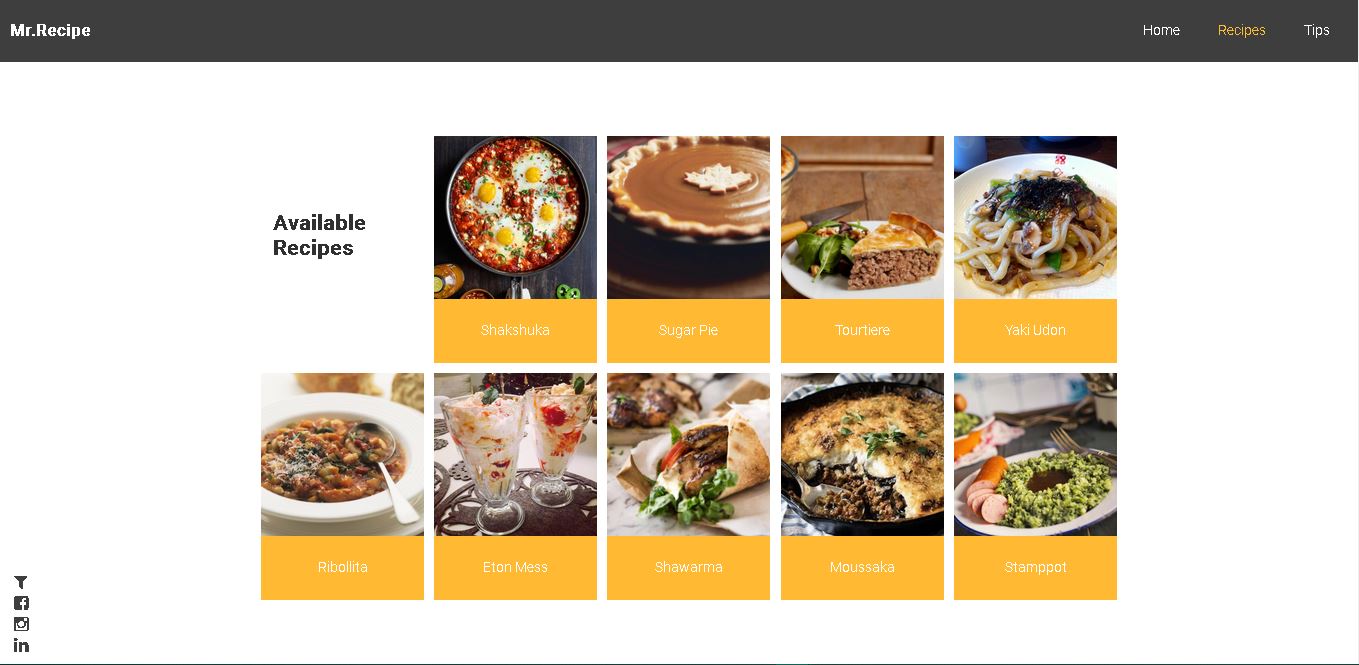 Mr.Recipe
Home
Recipes
Tips
Available
Recipes
Shakshuka
Sugar Pie
Tourtiere
Yaki Udon
Ribollita
Eton Mess
Shawarma
Moussaka
Stamppot